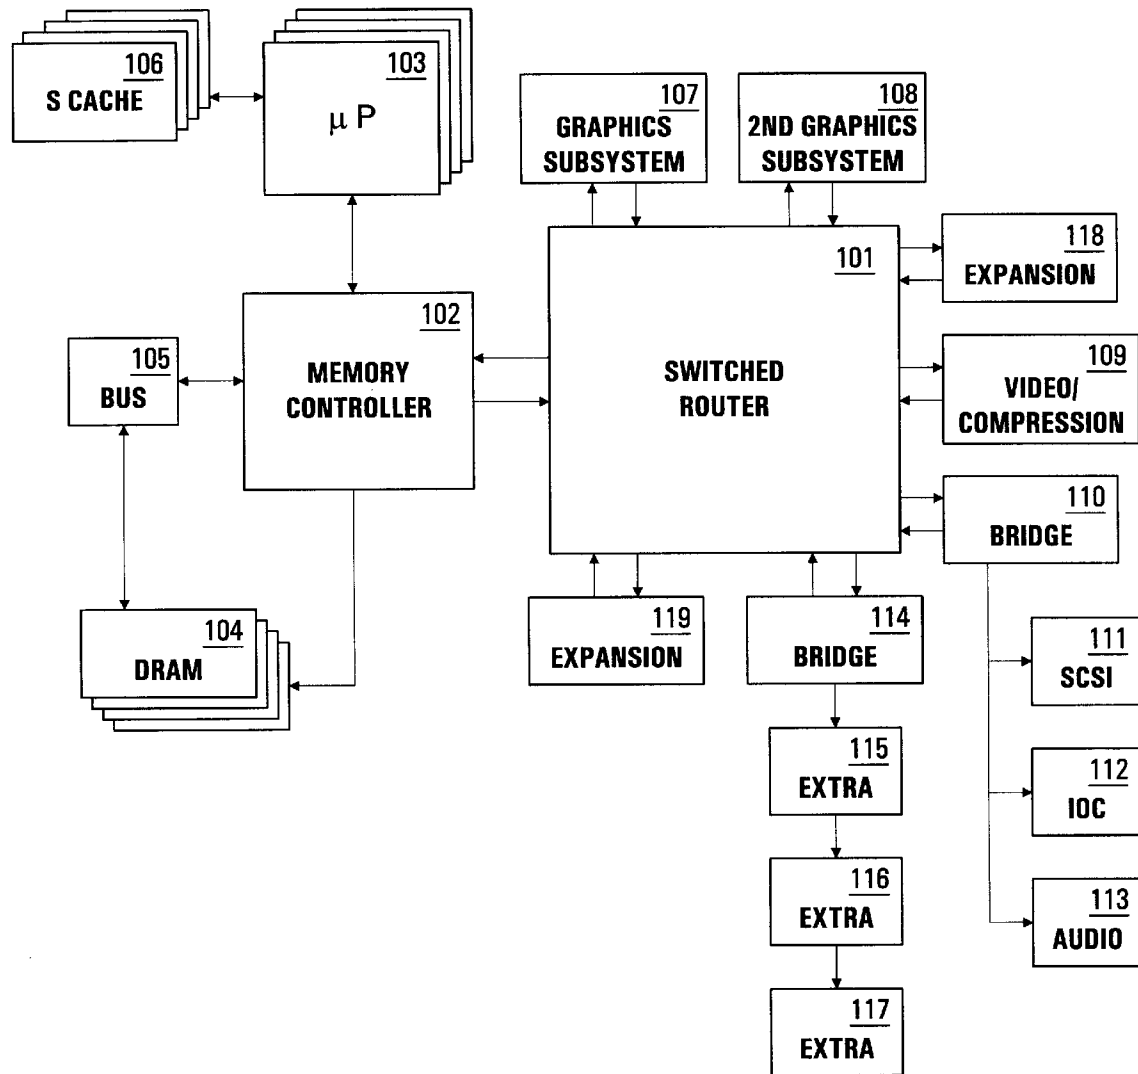 106
S CACHE
103
μ P
107
GRAPHICS
SUBSYSTEM
108
2ND GRAPHICS
SUBSYSTEM
101
SWITCHED
ROUTER
118
EXPANSION
102
MEMORY
CONTROLLER
105
BUS
109
VIDEO/
COMPRESSION
110
BRIDGE
104
DRAM
119
EXPANSION
114
BRIDGE
111
SCSI
115
EXTRA
112
IOC
116
EXTRA
113
AUDIO
117
EXTRA